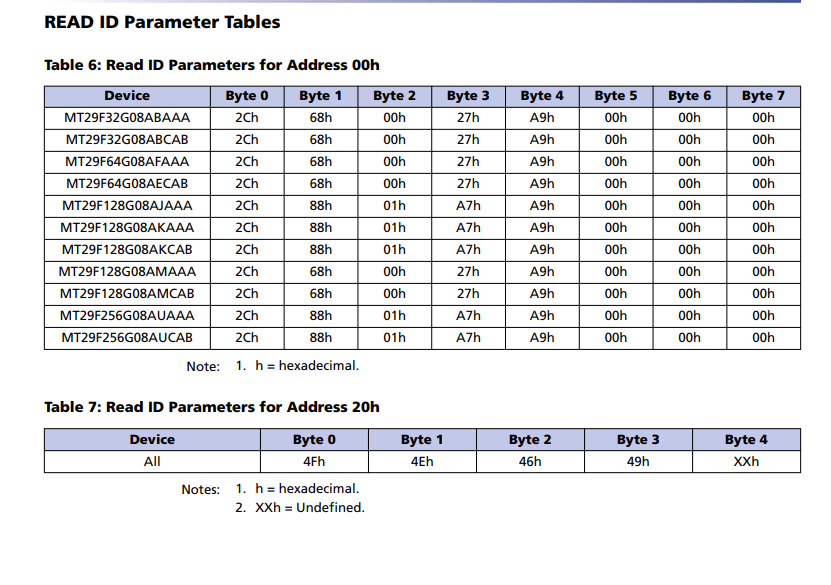 READ ID Parameter Tables
Table 6: Read ID Parameters for Address 00h
Device Byte 0 Byte 1 Byte 2 Byte 3 Byte 4 Byte 5 Byte 6 Byte 7
MT29F32G08ABAAA 2Ch 68h 00h 27h A9h 00h 00h 00h
MT29F32G08ABCAB 2Ch 68h 00h 27h A9h 00h 00h 00h
MT29F64G08AFAAA 2Ch 68h 00h 27h A9h 00h 00h 00h
MT29F64G08AECAB 2Ch 68h 00h 27h A9h 00h 00h 00h
MT29F128G08AJAAA 2Ch 88h 01h A7h A9h 00h 00h 00h
MT29F128G08AKAAA 2Ch 88h 01h A7h A9h 00h 00h 00h
MT29F128G08AKCAB 2Ch 88h 01h A7h A9h 00h 00h 00h
MT29F128G08AMAAA 2Ch 68h 00h 27h A9h 00h 00h 00h
MT29F128G08AMCAB 2Ch 68h 00h 27h A9h 00h 00h 00h
MT29F256G08AUAAA 2Ch 88h 01h A7h A9h 00h 00h 00h
MT29F256G08AUCAB 2Ch 88h 01h A7h A9h 00h 00h 00h
Note: 1. h = hexadecimal.
Table 7: Read ID Parameters for Address 20h
Device Byte 0 Byte 1 Byte 2 Byte 3 Byte 4
All 4Fh 4Eh 46h 49h XXh
Notes: 1. h = hexadecimal.
2. XXh = Undefined.